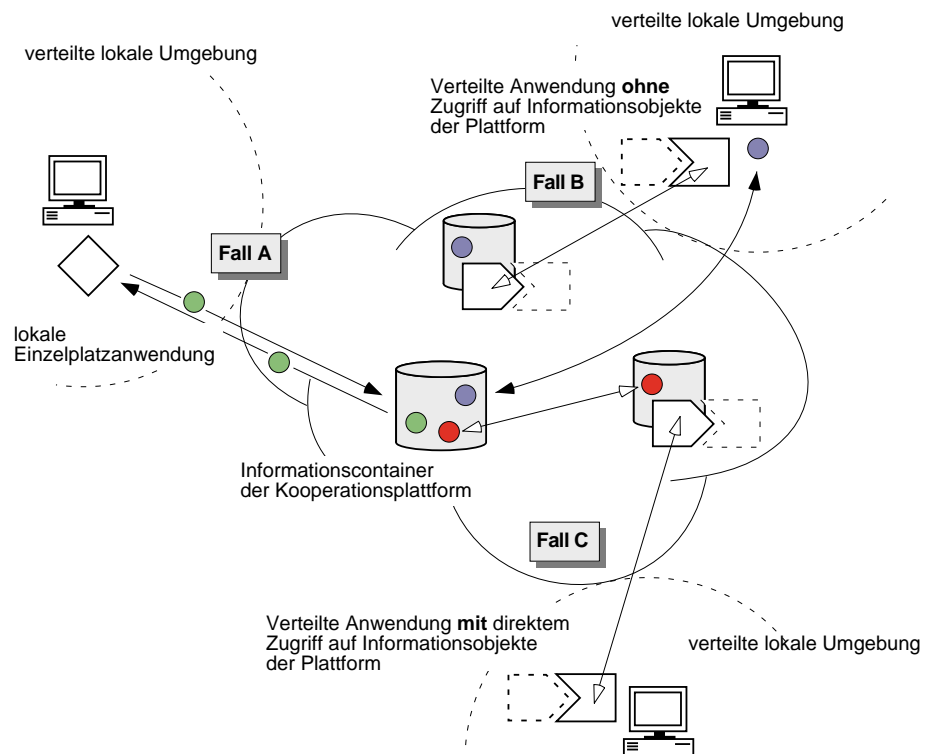 verteilte lokale Umgebung
verteilte lokale Umgebung
Verteilte Anwendung ohne
Zugriff auf Informationsobjekte
der Plattform
Fall B
Fall A
lokale
Einzelplatzanwendung
Informationscontainer
der Kooperationsplattform
Fall C
Verteilte Anwendung mit direktem
Zugriff auf Informationsobjekte
der Plattform
verteilte lokale Umgebung